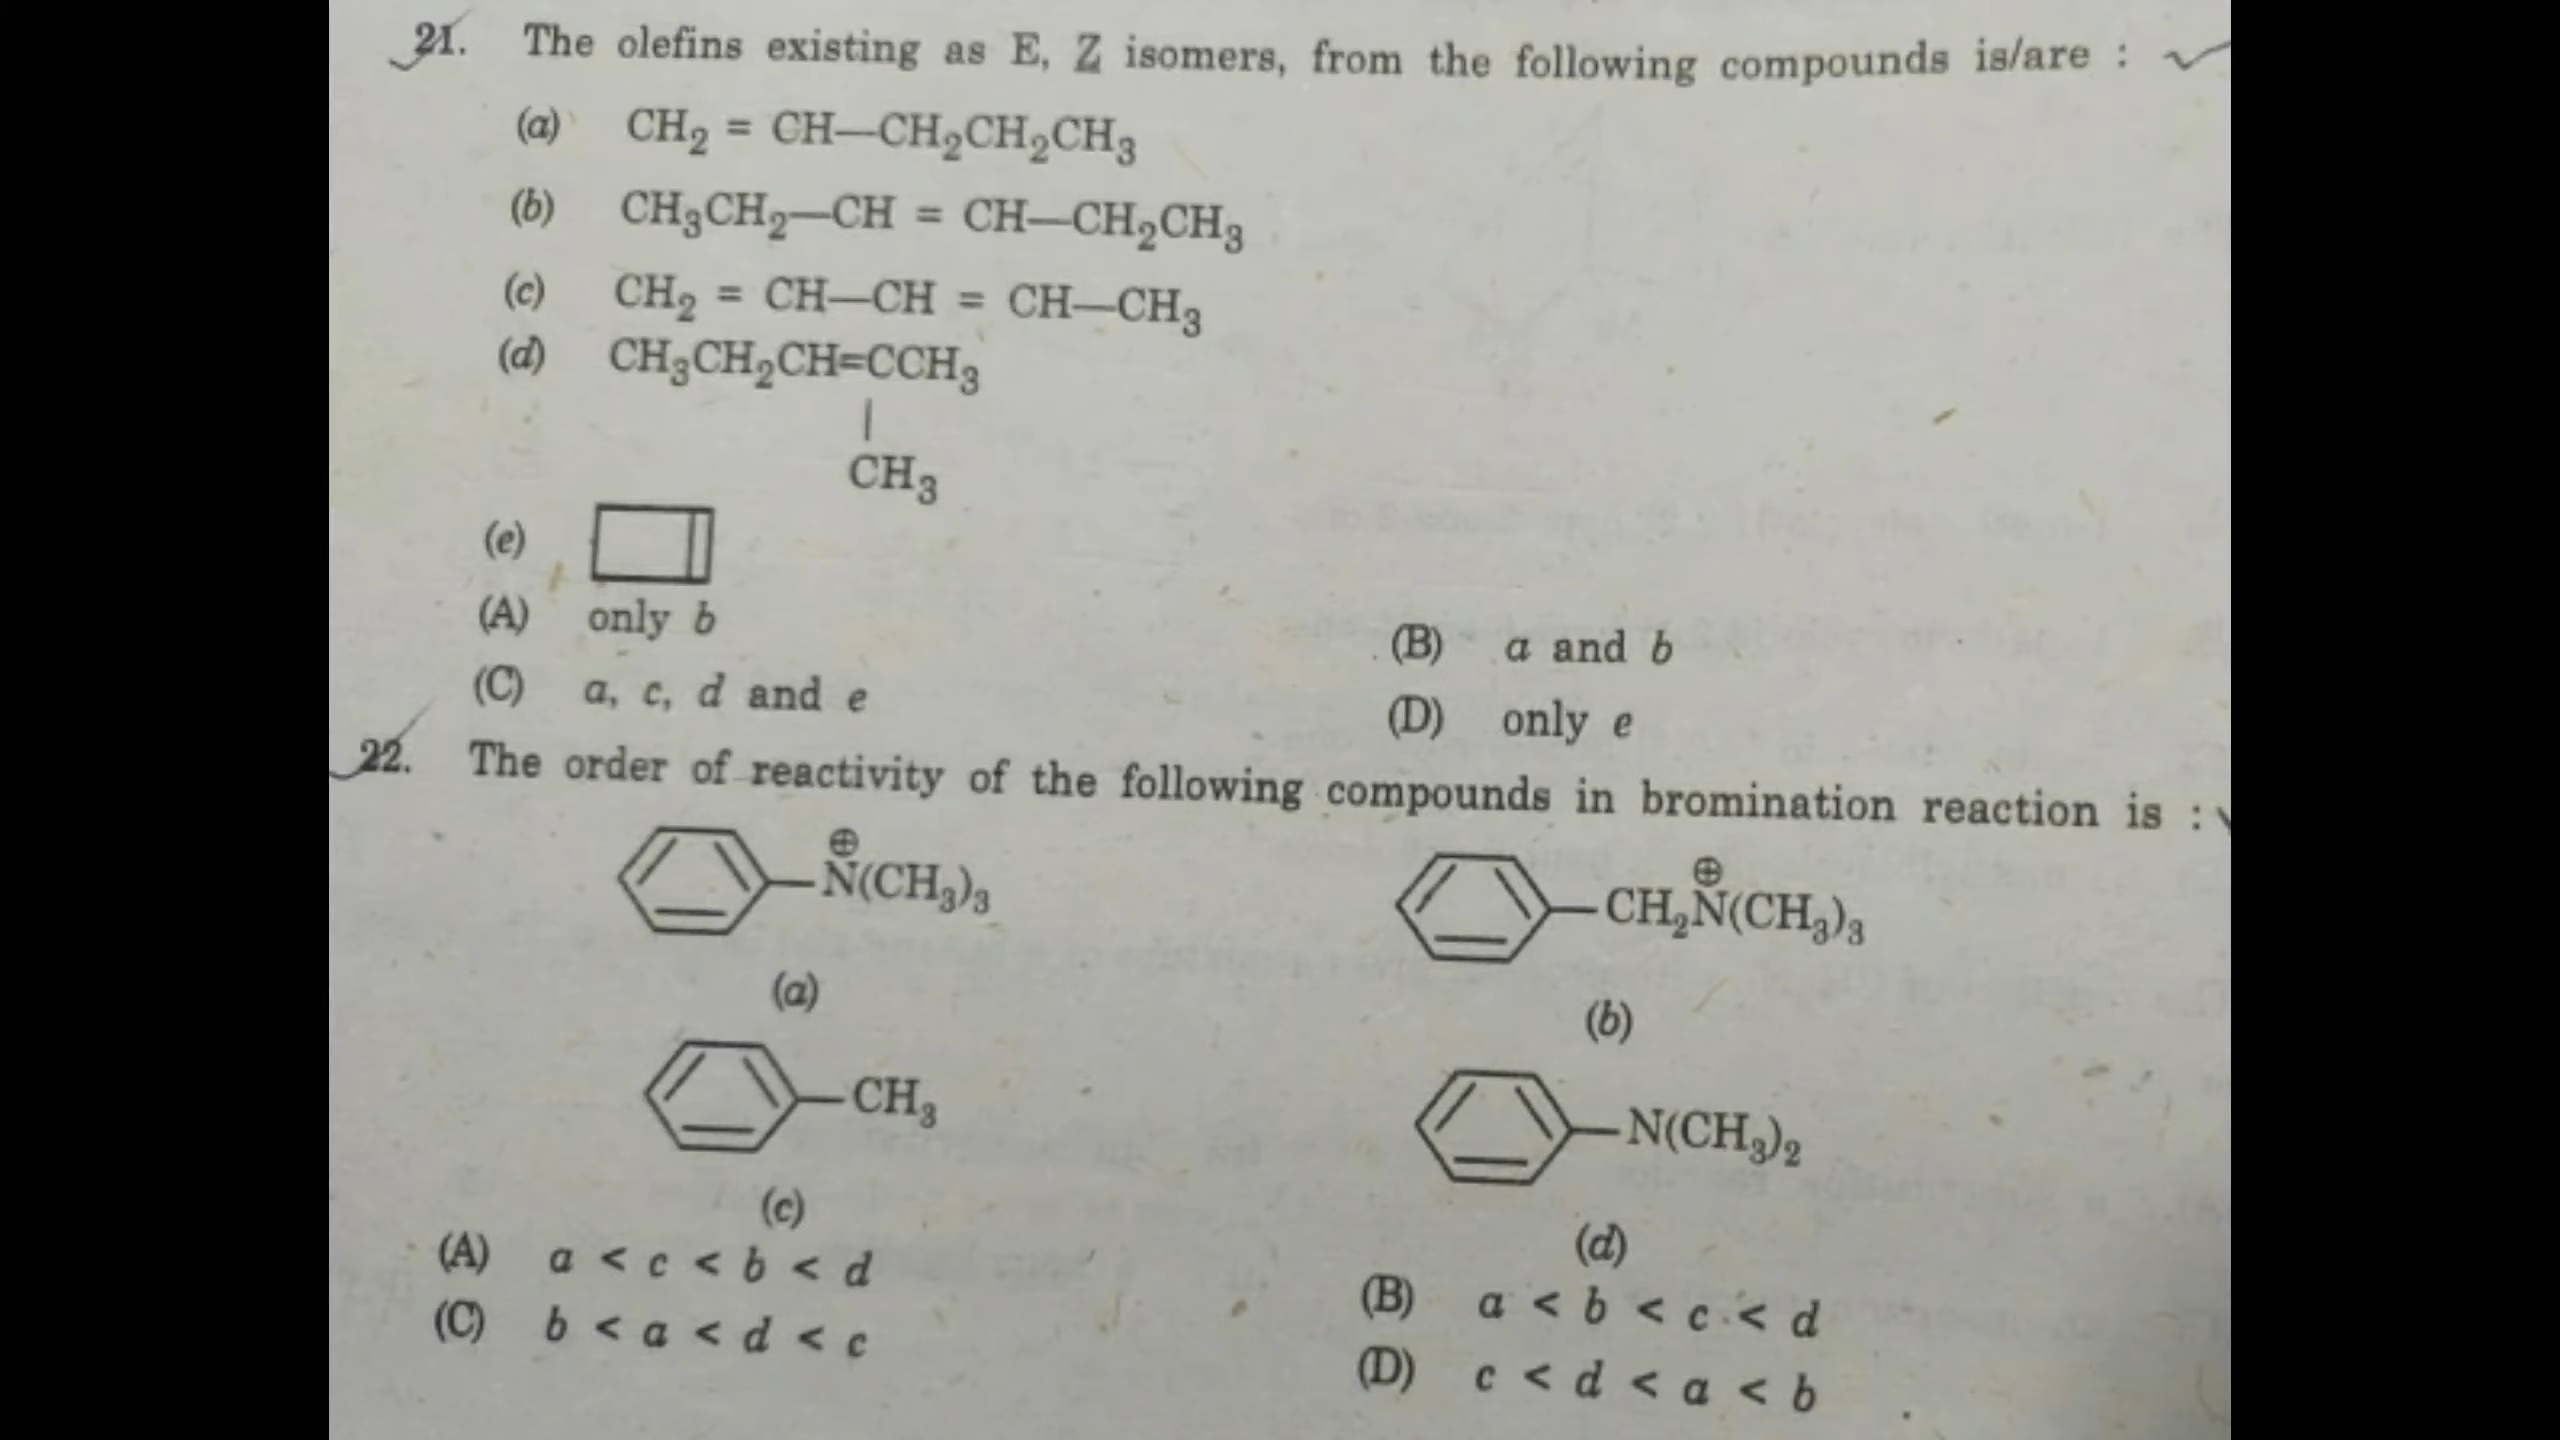 21. The olefins existing as E, Z isomers, from the following compounds is/are :
(a) CH₂ = CH—CH₂CH₂CH₃
(b) CH₃CH₂—CH = CH—CH₂CH₃
(c) CH₂ = CH—CH = CH—CH₃
(d) CH₃CH₂CH=CCH₃
|
CH₃
(e)
(A) only b
(B) a and b
(C) a, c, d and e
(D) only e
22. The order of reactivity of the following compounds in bromination reaction is :
⊕
N(CH₃)₃
(a)
⊕
CH₂N(CH₃)₃
(b)
CH₃
(c)
N(CH₃)₂
(d)
(A) a < c < b < d
(B) a < b < c < d
(C) b < a < d < c
(D) c < d < a < b